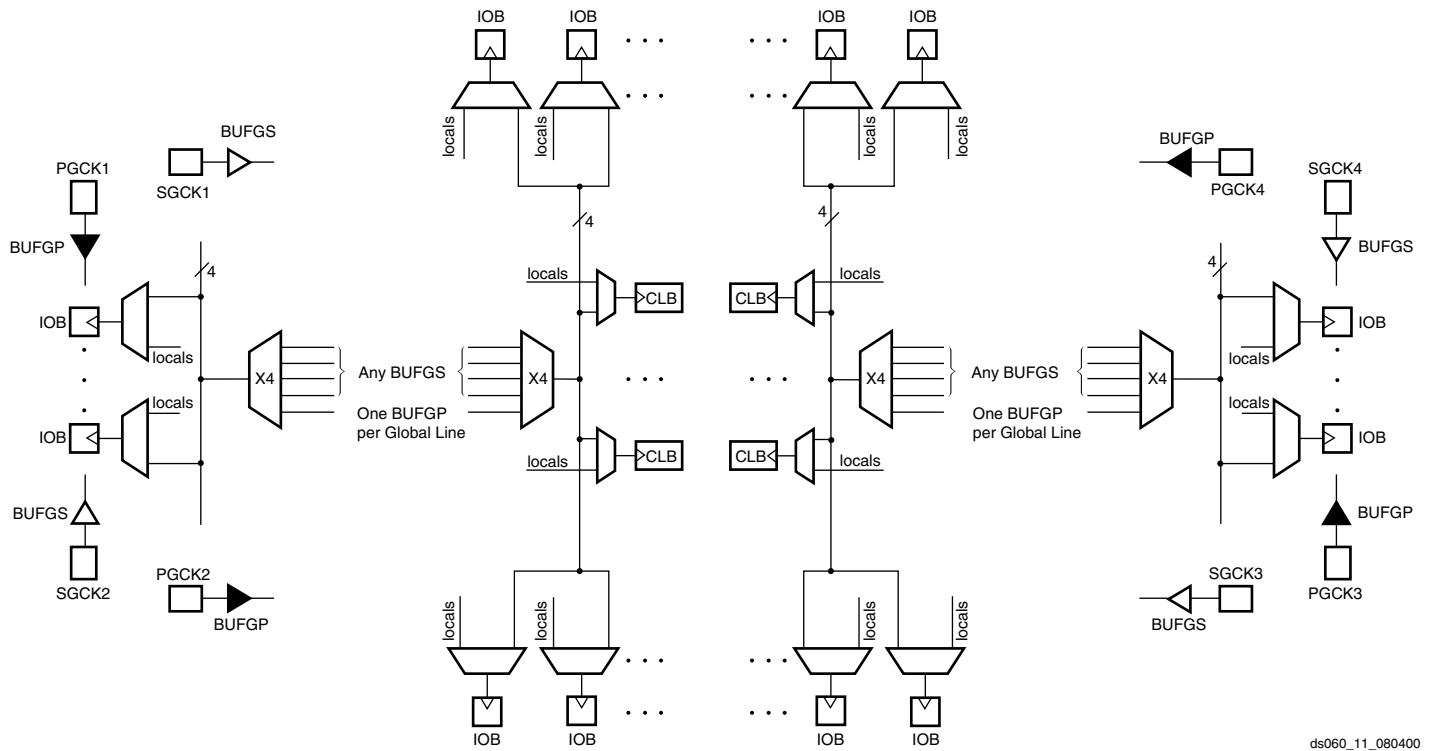 IOB
IOB
IOB
IOB
locals
locals
locals
locals
BUFGS
SGCK1
PGCK1
BUFGP
BUFGP
PGCK4
SGCK4
BUFGS
4
4
4
4
locals
CLB
CLB
locals
IOB
locals
IOB
locals
X4
Any BUFGS
X4
X4
Any BUFGS
X4
One BUFGP
per Global Line
One BUFGP
per Global Line
locals
IOB
locals
IOB
locals
CLB
CLB
locals
BUFGS
SGCK2
PGCK2
BUFGP
SGCK3
BUFGS
BUFGP
PGCK3
locals
locals
locals
locals
IOB
IOB
IOB
IOB
ds060_11_080400